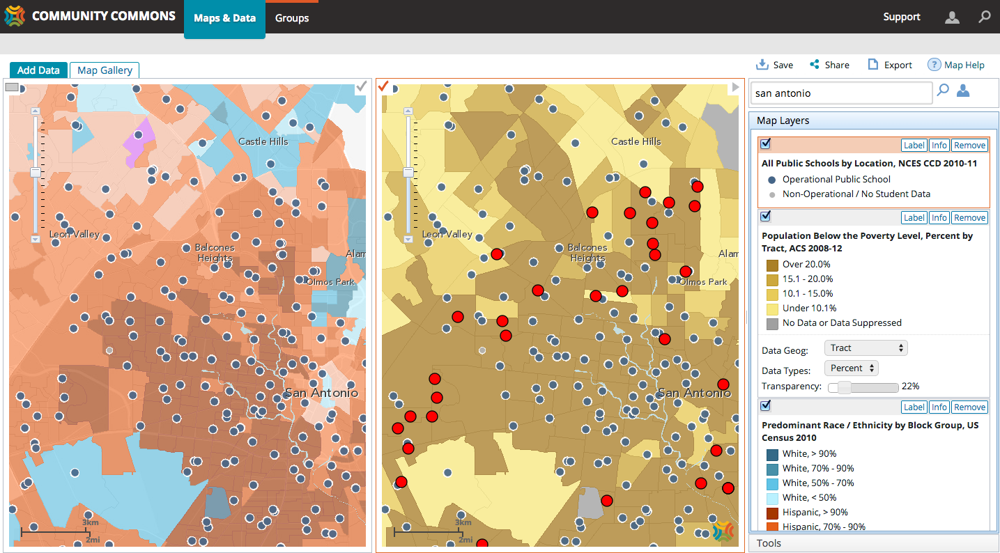 COMMUNITY COMMONS
Maps & Data
Groups
Support
Add Data
Map Gallery
Save
Share
Export
? Map Help
Castle Hills
Leon Valley
Balcones
Heights
Alam
Olmos Park
San Antonio
3km
2mi
Castle Hills
Leon Valley
Balcones
Heights
Alam
Olmos Park
San Antonio
3km
2mi
san antonio
Map Layers
Label Info Remove
All Public Schools by Location, NCES CCD 2010-11
Operational Public School
Non-Operational / No Student Data
Label Info Remove
Population Below the Poverty Level, Percent by
Tract, ACS 2008-12
Over 20.0%
15.1 - 20.0%
10.1 - 15.0%
Under 10.1%
No Data or Data Suppressed
Data Geog: Tract
Data Types: Percent
Transparency: 22%
Label Info Remove
Predominant Race / Ethnicity by Block Group, US
Census 2010
White, > 90%
White, 70% - 90%
White, 50% - 70%
White, < 50%
Hispanic, > 90%
Hispanic, 70% - 90%
Tools